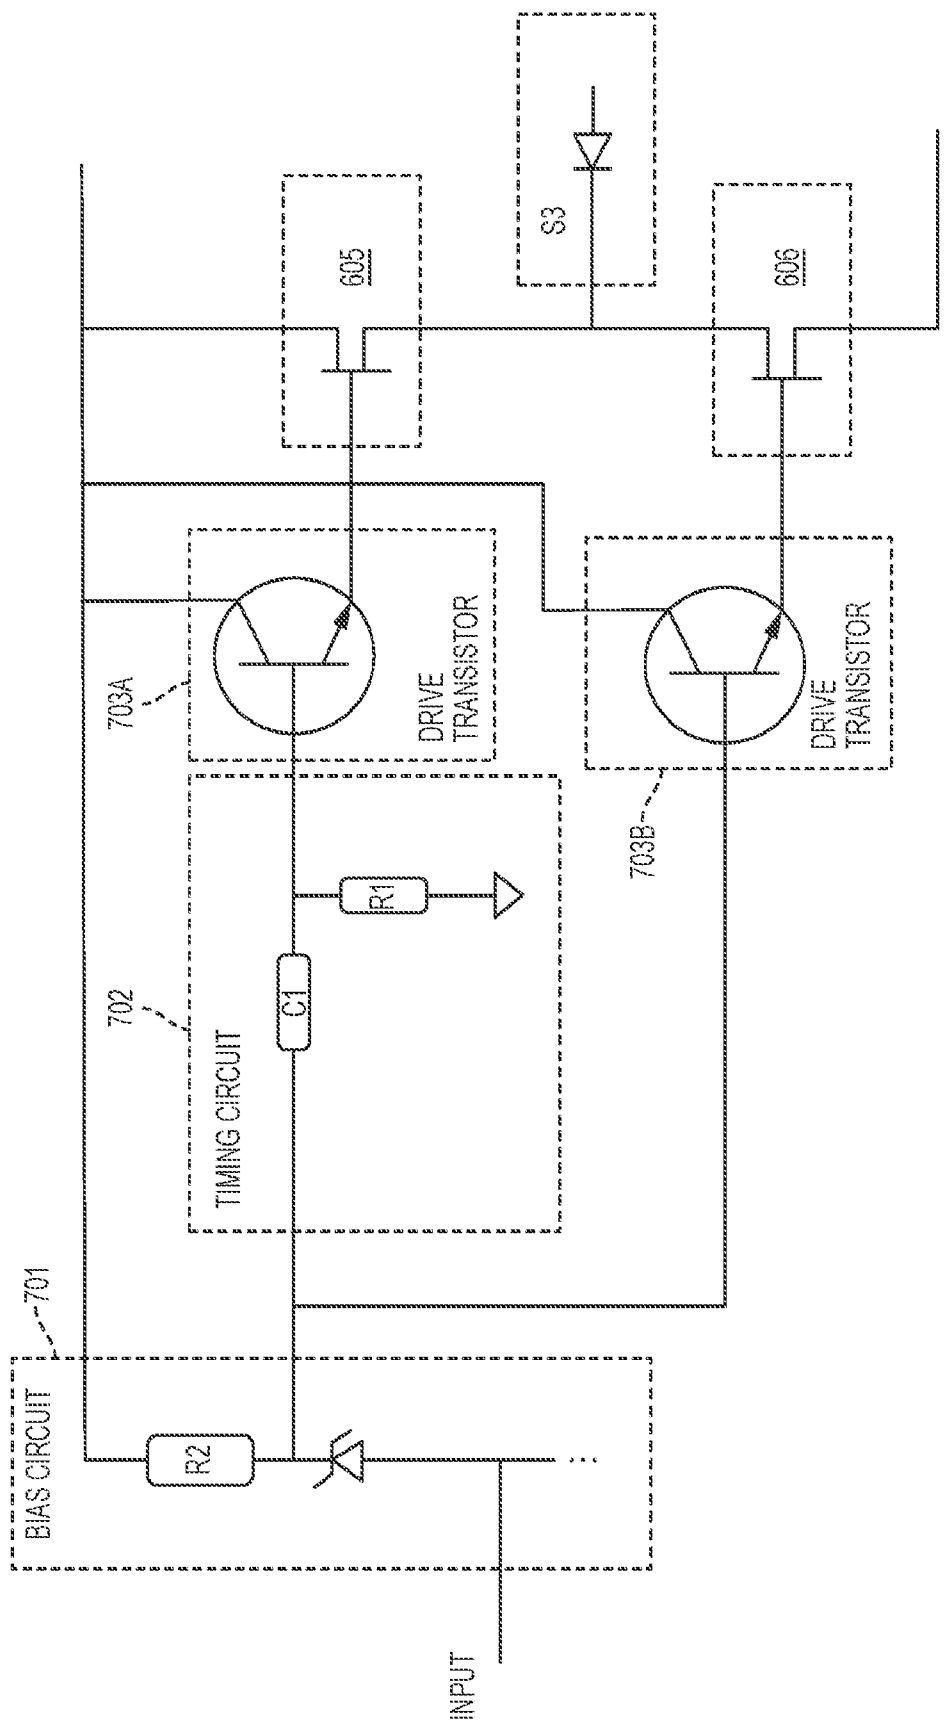 INPUT
BIAS CIRCUIT
701
R2
...
702
TIMING CIRCUIT
C1
R1
703A
DRIVE
TRANSISTOR
703B
DRIVE
TRANSISTOR
605
S3
606